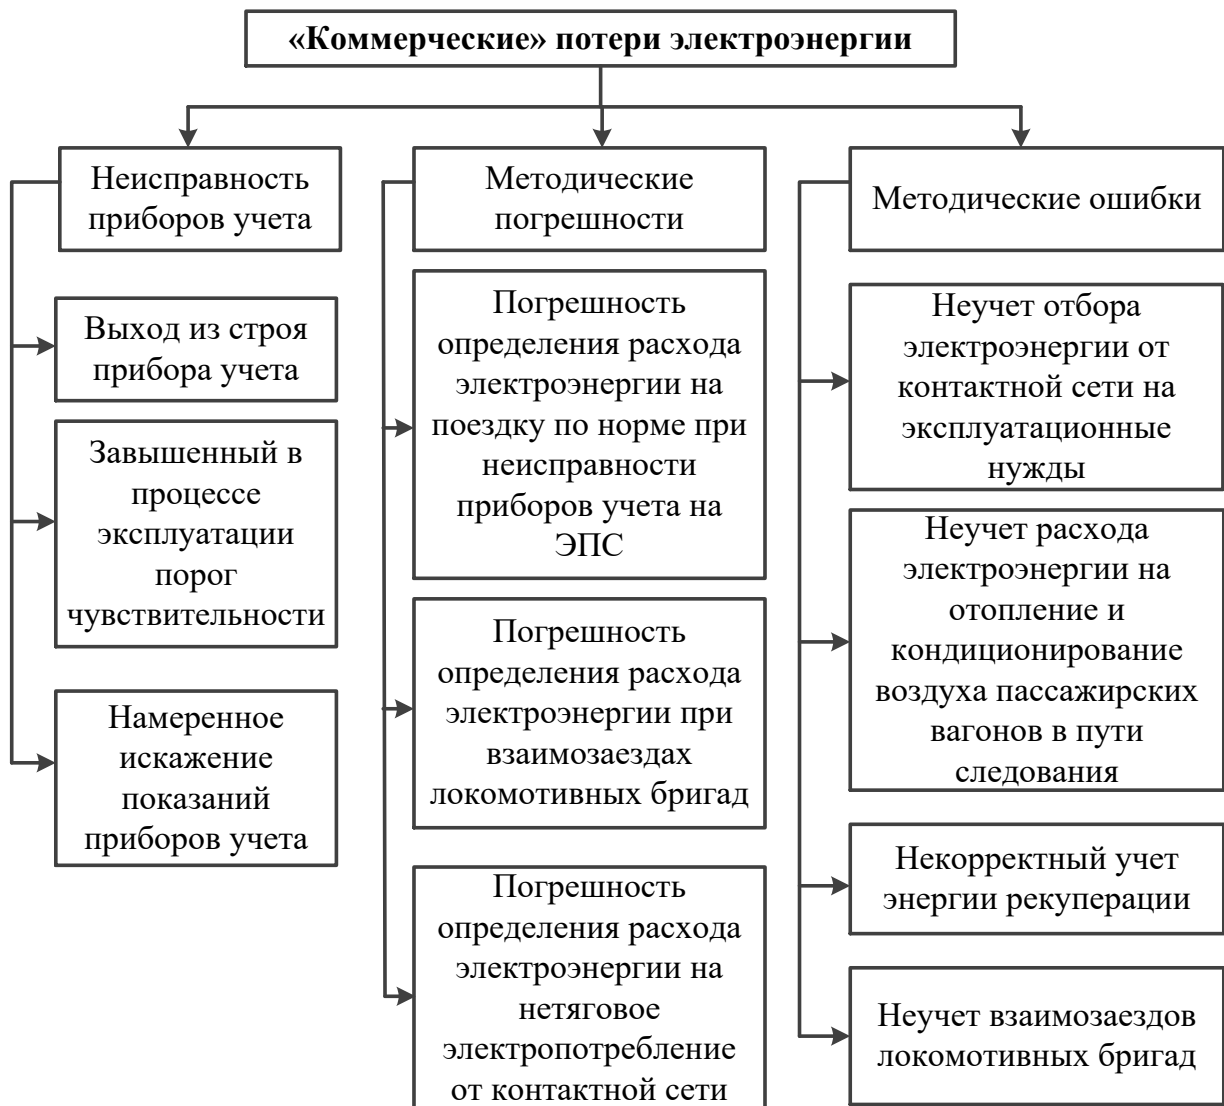 «Коммерческие» потери электроэнергии
Неисправность
приборов учета
Выход из строя
прибора учета
Завышенный в
процессе
эксплуатации
порог
чувствительности
Намеренное
искажение
показаний
приборов учета
Методические
погрешности
Погрешность
определения расхода
электроэнергии на
поездку по норме при
неисправности
приборов учета на
ЭПС
Погрешность
определения расхода
электроэнергии при
взаимозаездах
локомотивных бригад
Погрешность
определения расхода
электроэнергии на
нетяговое
электропотребление
от контактной сети
Методические ошибки
Неучет отбора
электроэнергии от
контактной сети на
эксплуатационные
нужды
Неучет расхода
электроэнергии на
отопление и
кондиционирование
воздуха пассажирских
вагонов в пути
следования
Некорректный учет
энергии рекуперации
Неучет взаимозаездов
локомотивных бригад